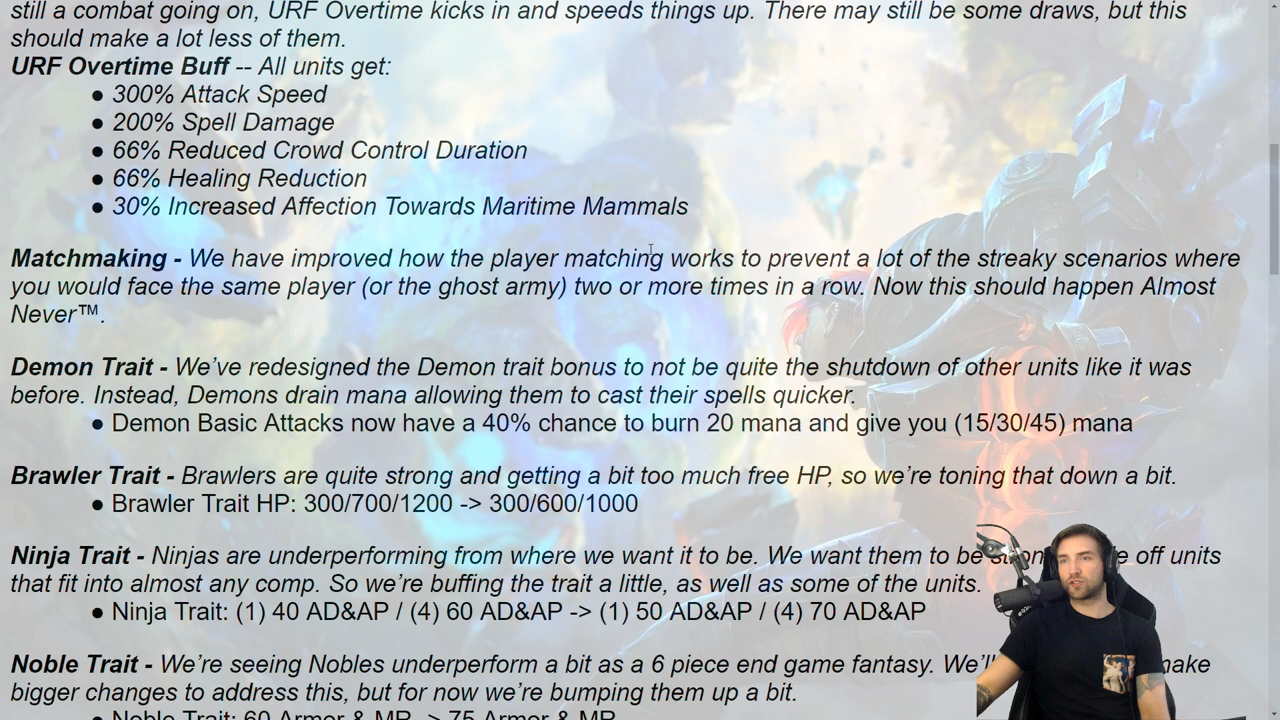 still a combat going on, URF Overtime kicks in and speeds things up. There may still be some draws, but this
should make a lot less of them.
URF Overtime Buff -- All units get:
● 300% Attack Speed
● 200% Spell Damage
● 66% Reduced Crowd Control Duration
● 66% Healing Reduction
● 30% Increased Affection Towards Maritime Mammals
Matchmaking - We have improved how the player matching works to prevent a lot of the streaky scenarios where
you would face the same player (or the ghost army) two or more times in a row. Now this should happen Almost
Never™.
Demon Trait - We’ve redesigned the Demon trait bonus to not be quite the shutdown of other units like it was
before. Instead, Demons drain mana allowing them to cast their spells quicker.
● Demon Basic Attacks now have a 40% chance to burn 20 mana and give you (15/30/45) mana
Brawler Trait - Brawlers are quite strong and getting a bit too much free HP, so we’re toning that down a bit.
● Brawler Trait HP: 300/700/1200 -> 300/600/1000
Ninja Trait - Ninjas are underperforming from where we want it to be. We want them to be off units
that fit into almost any comp. So we’re buffing the trait a little, as well as some of the units.
● Ninja Trait: (1) 40 AD&AP / (4) 60 AD&AP -> (1) 50 AD&AP / (4) 70 AD&AP
Noble Trait - We’re seeing Nobles underperform a bit as a 6 piece end game fantasy. make
bigger changes to address this, but for now we’re bumping them up a bit.
● Noble Trait: 60 Armor & MR -> 75 Armor & MR